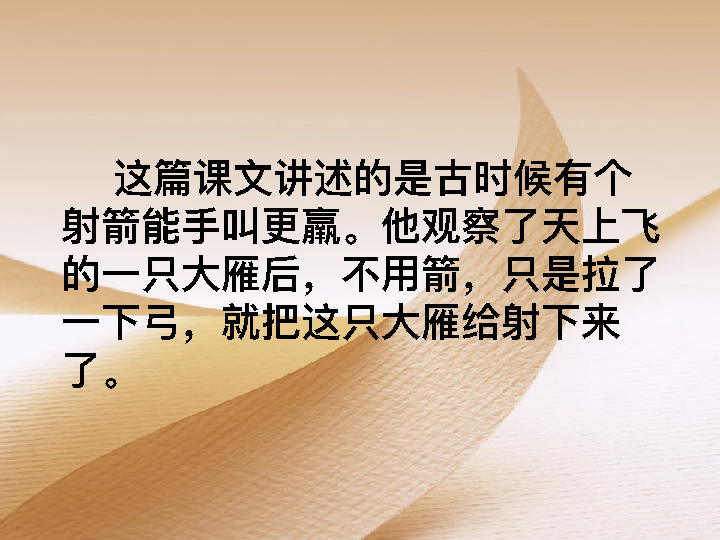 这篇课文讲述的是古时候有个
射箭能手叫更羸。他观察了天上飞
的一只大雁后，不用箭，只是拉了
一下弓，就把这只大雁给射下来
了。